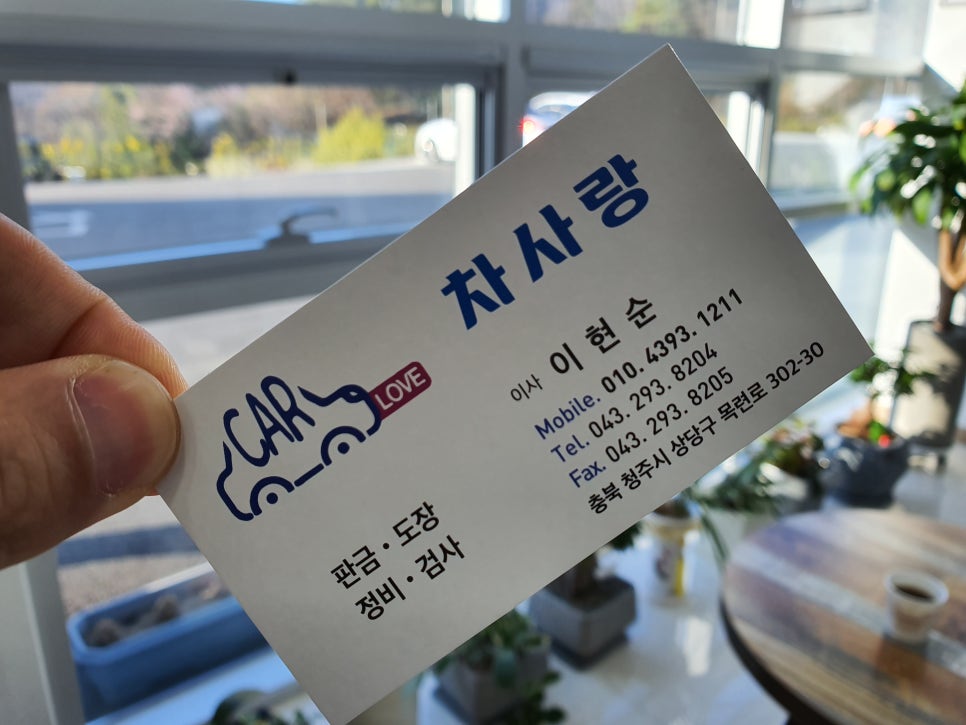 차사랑
CAR
LOVE
이사 이현순
Mobile. 010. 4393. 1211
Tel. 043. 293. 8204
Fax. 043. 293. 8205
충북 청주시 상당구 목련로 302-30
판금 · 도장
정비 · 검사